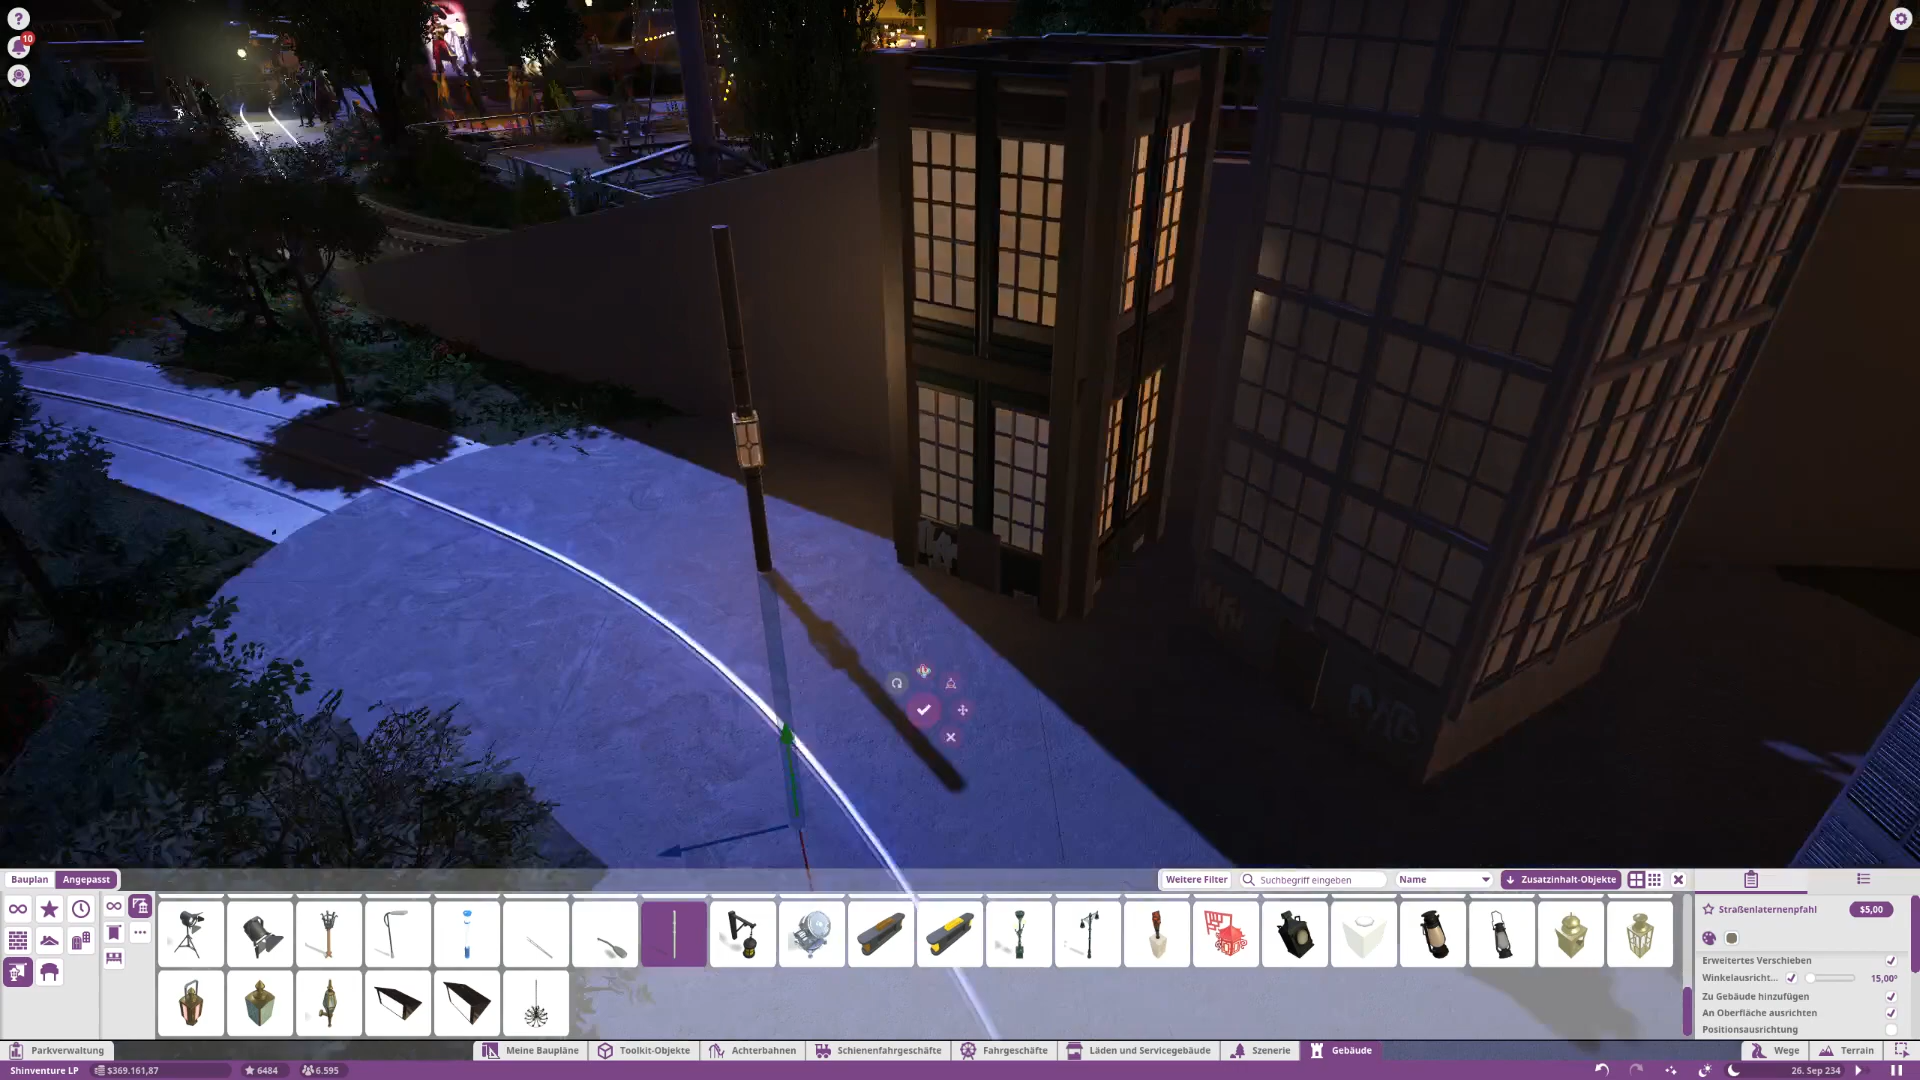 ?
10
Bauplan
Angepasst
Weitere Filter
Suchbegriff eingeben
Name
Zusatzinhalt-Objekte
Straßenlaternenpfahl
$5,00
Erweitertes Verschieben
Winkelausricht...
15,00°
Zu Gebäude hinzufügen
An Oberfläche ausrichten
Positionsausrichtung
Parkverwaltung
Meine Baupläne
Toolkit-Objekte
Achterbahnen
Schienenfahrgeschäfte
Fahrgeschäfte
Läden und Servicegebäude
Szenerie
Gebäude
Wege
Terrain
Shinventure LP
$369.161,87
6484
6.595
26. Sep 234